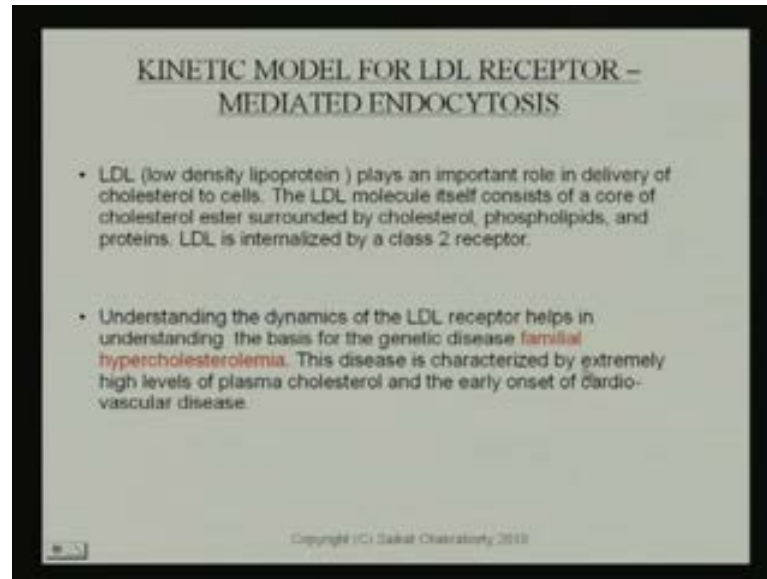 KINETIC MODEL FOR LDL RECEPTOR –
MEDIATED ENDOCYTOSIS
• LDL (low density lipoprotein ) plays an important role in delivery of
cholesterol to cells. The LDL molecule itself consists of a core of
cholesterol ester surrounded by cholesterol, phospholipids, and
proteins. LDL is internalized by a class 2 receptor.
• Understanding the dynamics of the LDL receptor helps in
understanding the basis for the genetic disease familial
hypercholesterolemia. This disease is characterized by extremely
high levels of plasma cholesterol and the early onset of cardio-
vascular disease.
Copyright (C) Saikat Chakraborty, 2010